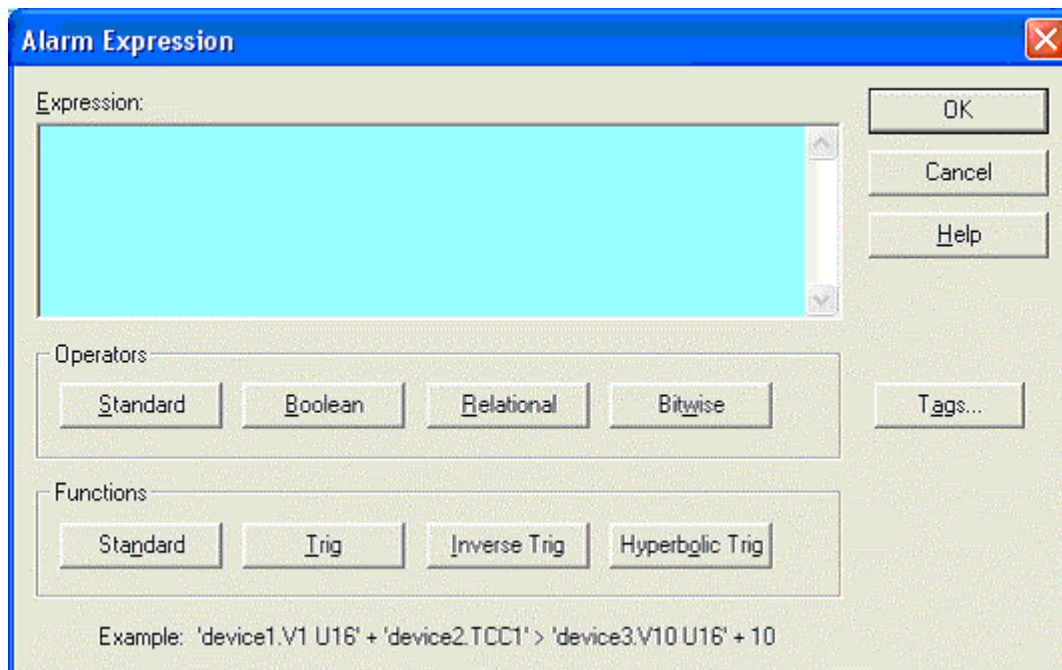 Alarm Expression
Expression:
OK
Cancel
Help
Operators
Standard Boolean Relational Bitwise
Tags...
Functions
Standard Trig Inverse Trig Hyperbolic Trig
Example: 'device1.V1 U16' + 'device2.TCC1' > 'device3.V10 U16' + 10